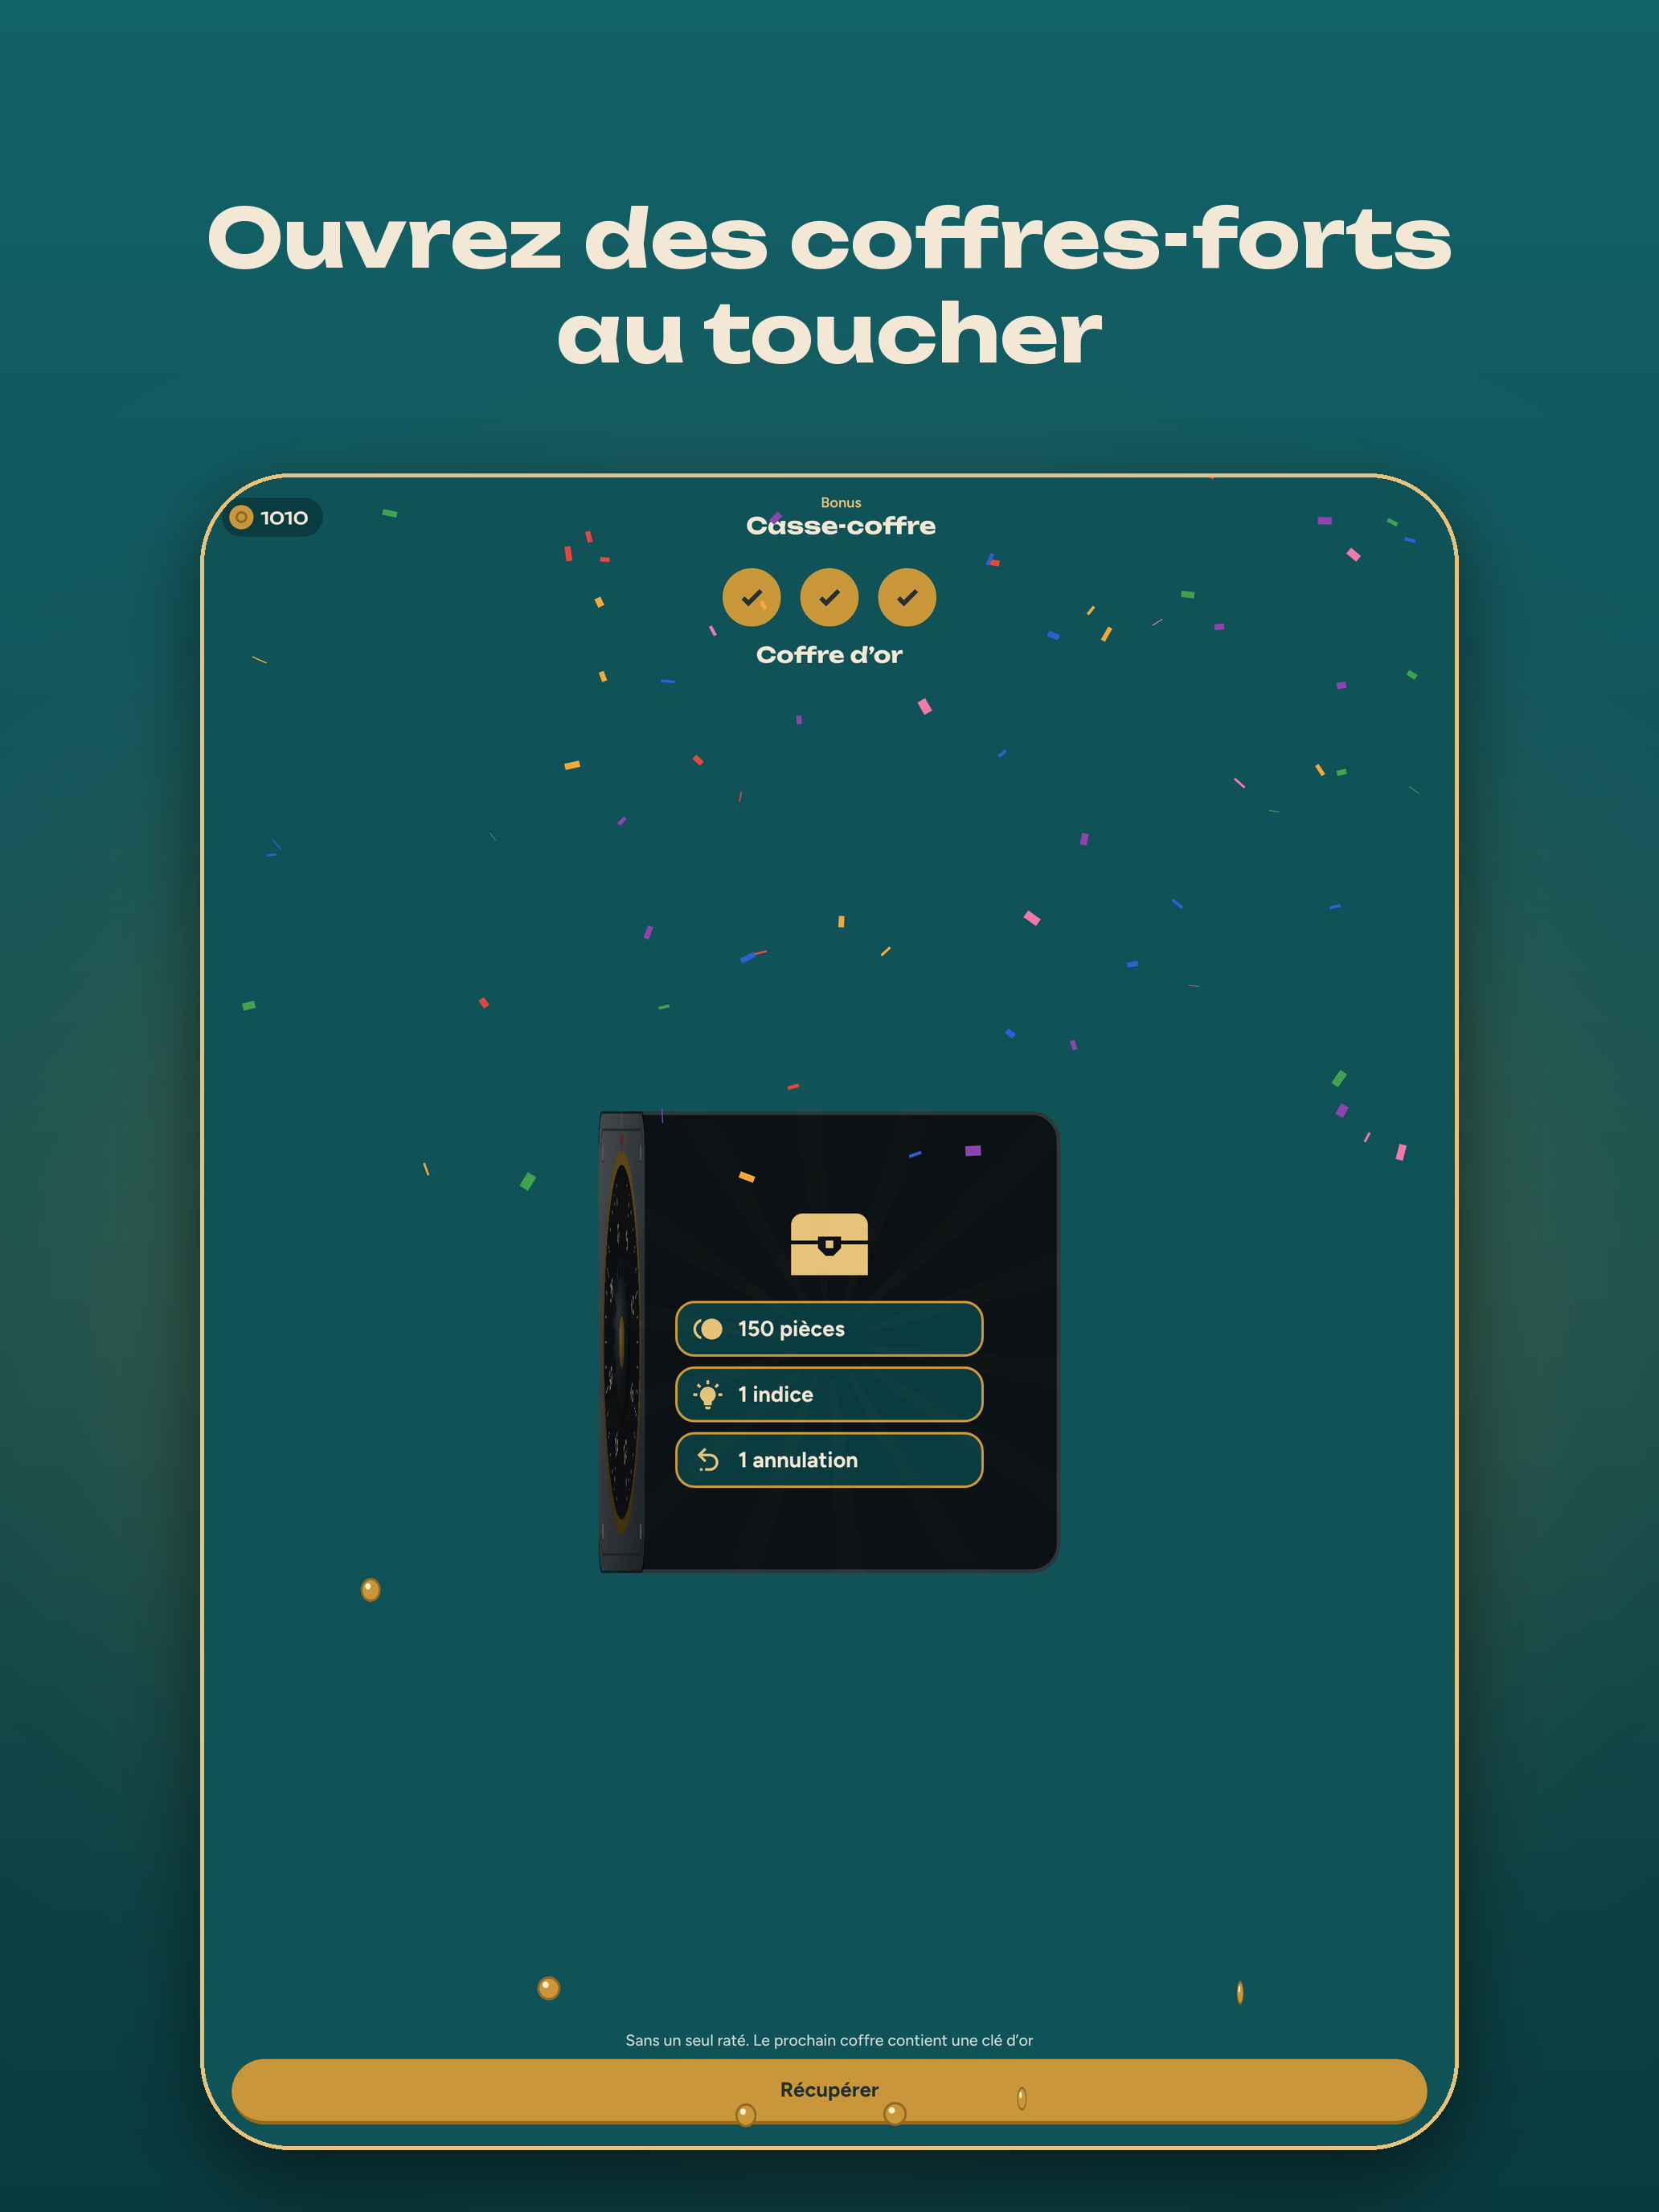 Ouvrez des coffres-forts
au toucher
1010
Bonus
Casse-coffre
Coffre d’or
150 pièces
1 indice
1 annulation
Sans un seul raté. Le prochain coffre contient une clé d’or
Récupérer